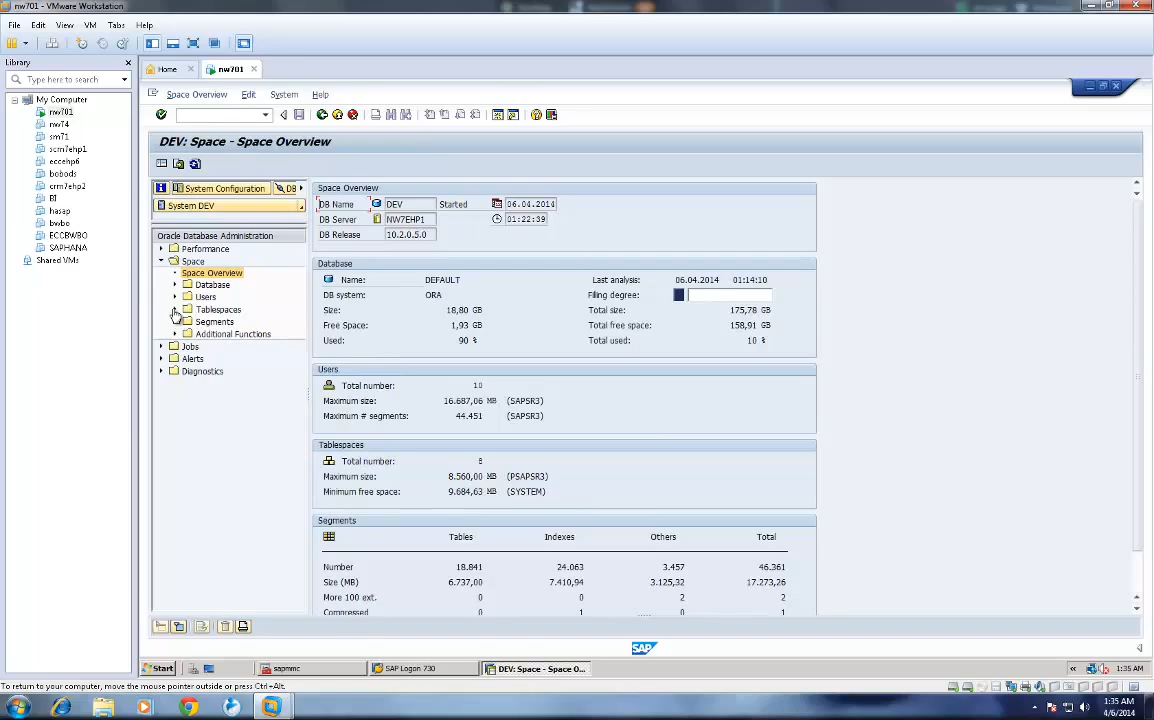 nw701 - VMware Workstation
File Edit View VM Tabs Help
Library
Type here to search
My Computer
nw701
nw74
sm71
scm7ehp1
eccehp6
bobods
crm7ehp2
BI
hasap
bwbo
ECCBWBO
SAPHANA
Shared VMs
Home
nw701
Space Overview Edit System Help
DEV: Space - Space Overview
System Configuration
DB
System DEV
Oracle Database Administration
Performance
Space
Space Overview
Database
Users
Tablespaces
Segments
Additional Functions
Jobs
Alerts
Diagnostics
Space Overview
DB Name DEV Started 06.04.2014
DB Server NW7EHP1 01:22:39
DB Release 10.2.0.5.0
Database
Name: DEFAULT Last analysis: 06.04.2014 01:14:10
DB system: ORA Filing degree:
Size: 18,80 GB Total size: 175,78 GB
Free Space: 1,93 GB Total free space: 158,91 GB
Used: 90 % Total used: 10 %
Users
Total number: 10
Maximum size: 16.687,06 MB (SAPSR3)
Maximum # segments: 44.451 (SAPSR3)
Tablespaces
Total number: 8
Maximum size: 8.560,00 MB (PSAPSR3)
Minimum free space: 9.684,63 MB (SYSTEM)
Segments
Tables Indexes Others Total
Number 18.841 24.063 3.457 46.361
Size (MB) 6.737,00 7.410,94 3.125,32 17.273,26
More 100 ext. 0 0 2 2
Compressed 0 1 0 1
SAP
Start
sapmmc
SAP Logon 730
DEV: Space - Space O...
1:35 AM
To return to your computer, move the mouse pointer outside or press Ctrl+Alt.
1:35 AM
4/6/2014